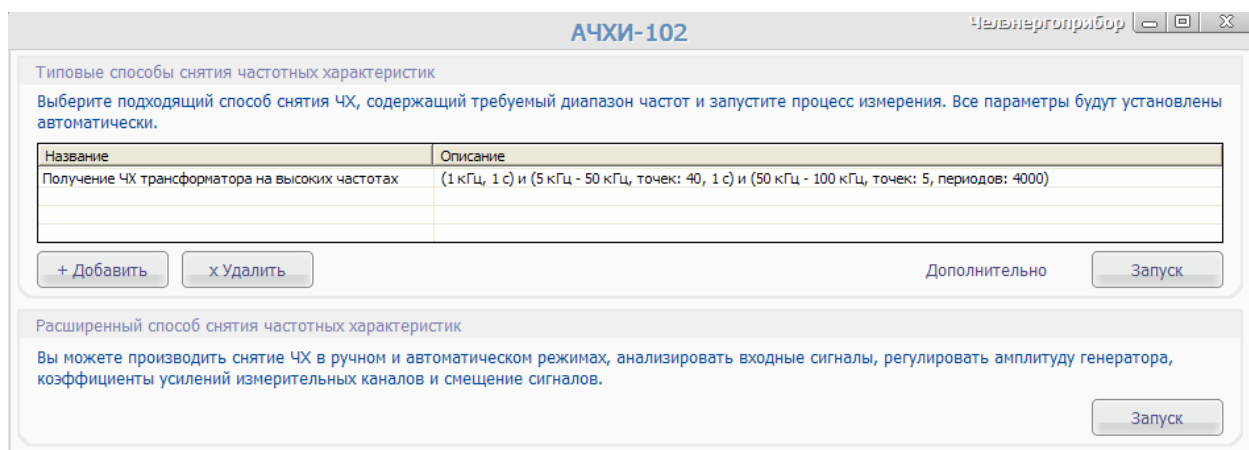 АЧХИ-102
Челэнергоприбор
Типовые способы снятия частотных характеристик
Выберите подходящий способ снятия ЧХ, содержащий требуемый диапазон частот и запустите процесс измерения. Все параметры будут установлены
автоматически.
Название Описание
Получение ЧХ трансформатора на высоких частотах (1 кГц, 1 с) и (5 кГц - 50 кГц, точек: 40, 1 с) и (50 кГц - 100 кГц, точек: 5, периодов: 4000)
+ Добавить x Удалить Дополнительно Запуск
Расширенный способ снятия частотных характеристик
Вы можете производить снятие ЧХ в ручном и автоматическом режимах, анализировать входные сигналы, регулировать амплитуду генератора,
коэффициенты усилений измерительных каналов и смещение сигналов.
Запуск